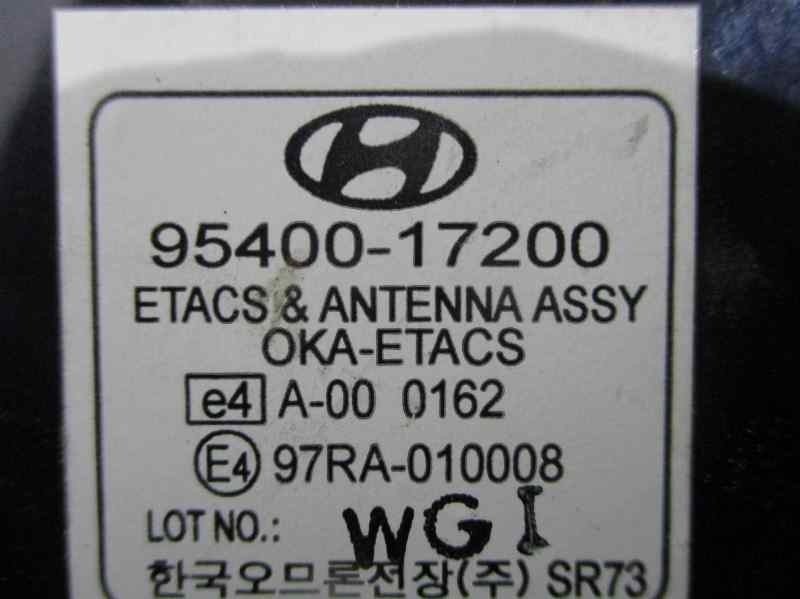 95400-17200
ETACS & ANTENNA ASSY
OKA-ETACS
e4 A-00 0162
E4 97RA-010008
LOT NO.: WGI
한국오므론전장(주) SR73